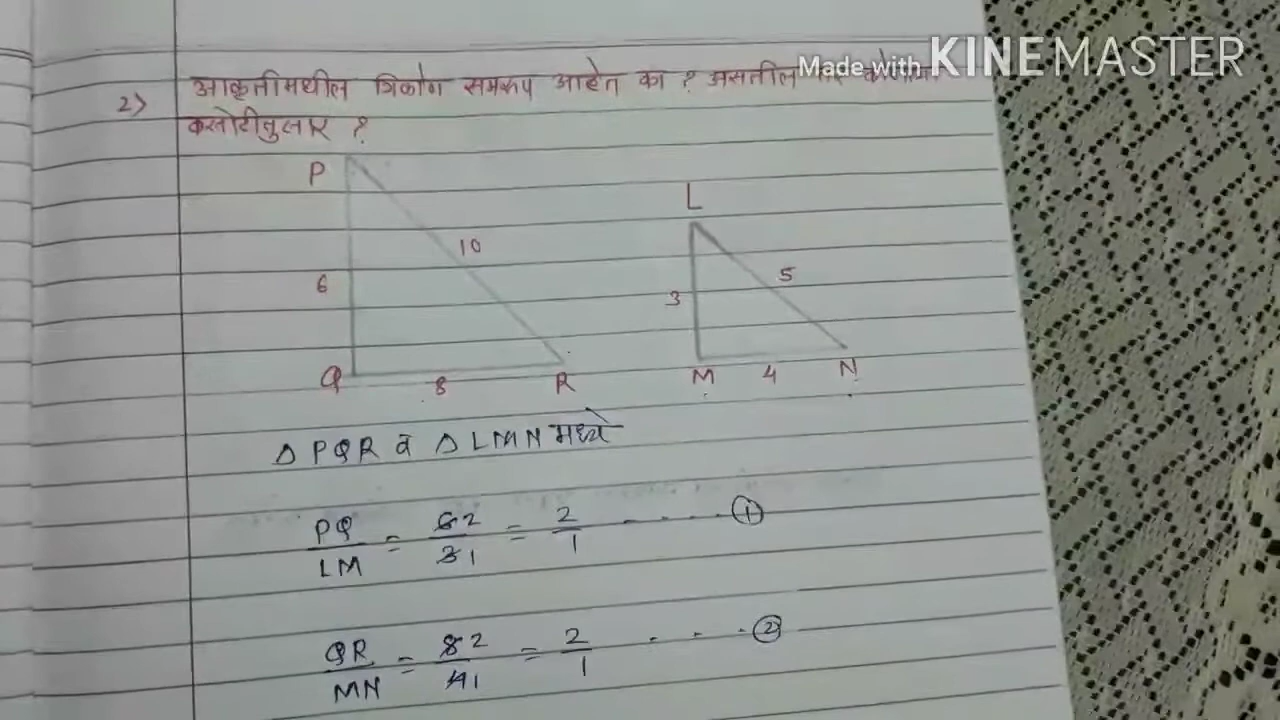 Made with KINEMASTER
2) आकृतीमधील त्रिकोण समरूप आहेत का ? असतील
कसोटीनुसार ?
P
L
10
6
5
3
Q 8 R
M 4 N
Δ PQR व Δ LMN मध्ये
PQ/LM = 6 2/3 1 = 2/1 - - - - - ①
QR/MN = 8 2/4 1 = 2/1 - - - ②